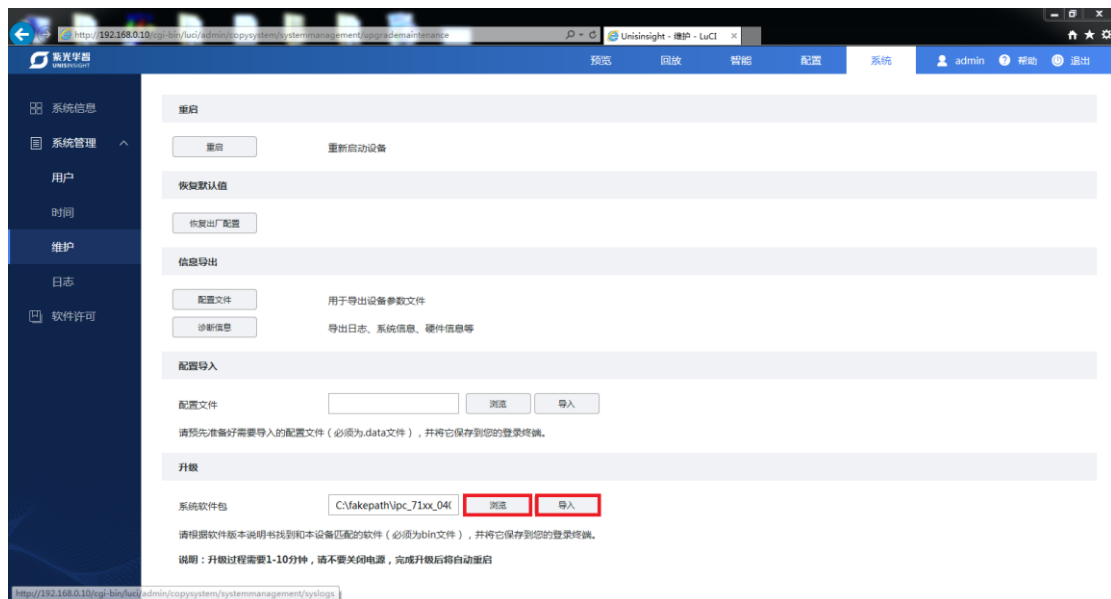 http://192.168.0.10/cgi-bin/luci/admin/copysystem/systemmanagement/upgrademaintenance
Unisinsight - 维护 - LuCI
紫光华智
UNISINSIGHT
预览 回放 智能 配置 系统 admin 帮助 退出
系统信息
系统管理
用户
时间
维护
日志
软件许可
重启
重启 重新启动设备
恢复默认值
恢复出厂配置
信息导出
配置文件 用于导出设备参数文件
诊断信息 导出日志、系统信息、硬件信息等
配置导入
配置文件 浏览 导入
请预先准备好需要导入的配置文件（必须为.data文件），并将它保存到您的登录终端。
升级
系统软件包 C:\fakepath\ipc_71xx_04( 浏览 导入
请根据软件版本说明书找到和本设备匹配的软件（必须为bin文件），并将它保存到您的登录终端。
说明：升级过程需要1-10分钟，请不要关闭电源，完成升级后将自动重启
http://192.168.0.10/cgi-bin/luci/admin/copysystem/systemmanagement/syslogs